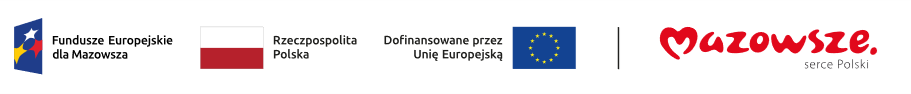 Fundusze Europejskie
dla Mazowsza
Rzeczpospolita
Polska
Dofinansowane przez
Unię Europejską
Mazowsze.
serce Polski